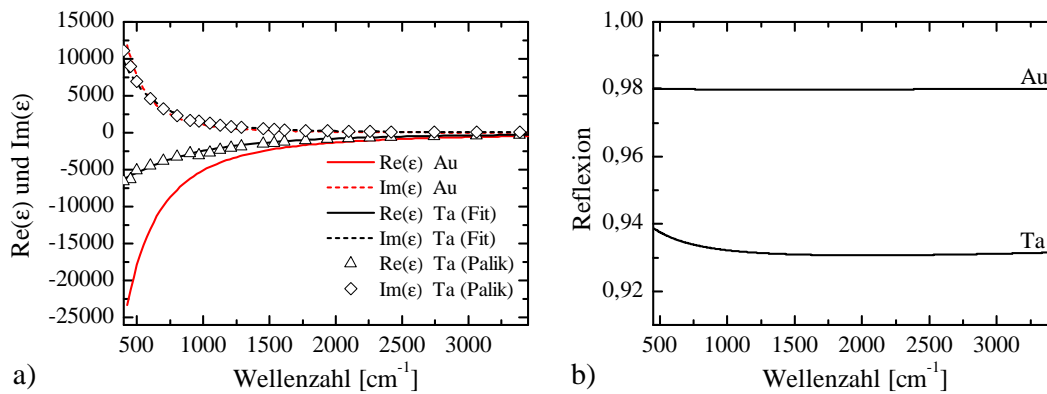 15000
10000
5000
0
-5000
-10000
-15000
-20000
-25000
Re(ε) und Im(ε)
Re(ε) Au
Im(ε) Au
Re(ε) Ta (Fit)
Im(ε) Ta (Fit)
Re(ε) Ta (Palik)
Im(ε) Ta (Palik)
500 1000 1500 2000 2500 3000
Wellenzahl [cm⁻¹]
a)
1,00
0,98
0,96
0,94
0,92
Reflexion
Au
Ta
500 1000 1500 2000 2500 3000
Wellenzahl [cm⁻¹]
b)